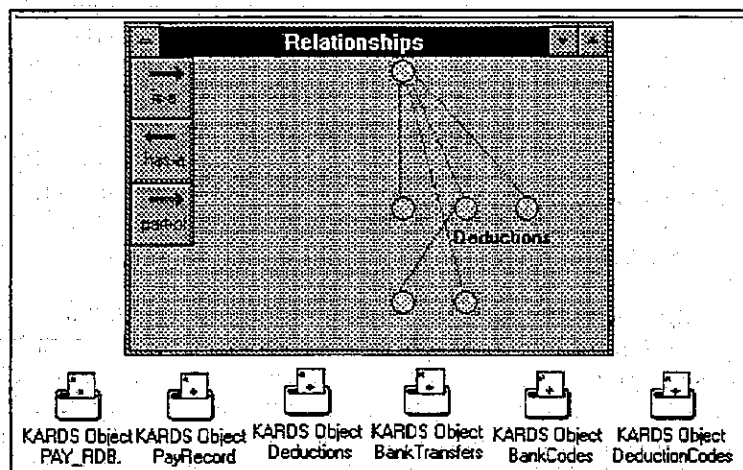 Relationships
is-a
has-a
part-of
Deductions
KARDS Object
PAY_RDB.
KARDS Object
PayRecord
KARDS Object
Deductions
KARDS Object
BankTransfers
KARDS Object
BankCodes
KARDS Object
DeductionCodes